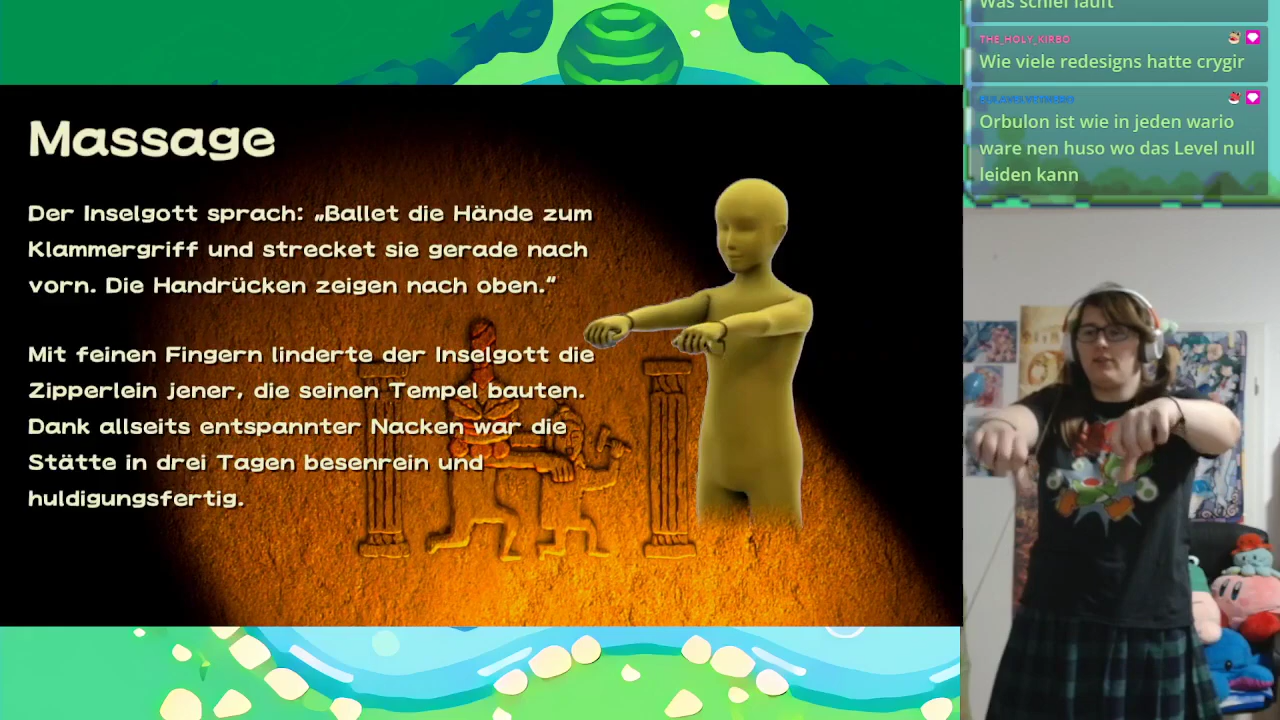 Massage
Der Inselgott sprach: „Ballet die Hände zum
Klammergriff und strecket sie gerade nach
vorn. Die Handrücken zeigen nach oben.“
Mit feinen Fingern linderte der Inselgott die
Zipperlein jener, die seinen Tempel bauten.
Dank allseits entspannter Nacken war die
Stätte in drei Tagen besenrein und
huldigungsfertig.
Was schief läuft
THE_HOLY_KIRBO
Wie viele redesigns hatte crygir
Orbulon ist wie in jeden wario
ware nen huso wo das Level null
leiden kann